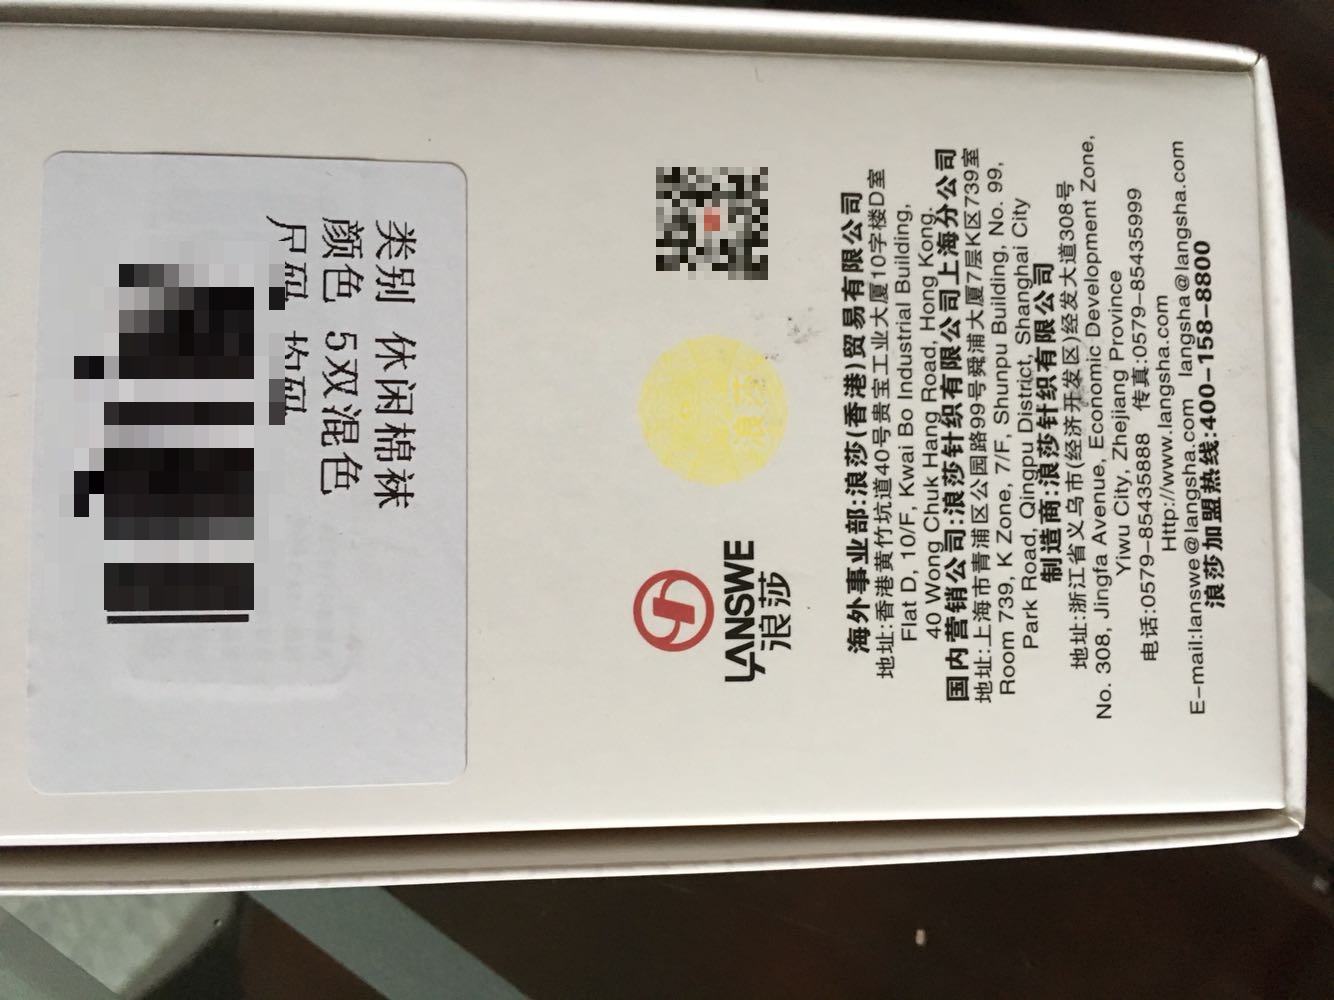 LANSWE
浪莎
浪莎
海外事业部:浪莎(香港)贸易有限公司
地址:香港黄竹坑道40号贵宝工业大厦10字楼D室
Flat D, 10/F, Kwai Bo Industrial Building,
40 Wong Chuk Hang Road, Hong Kong.
国内营销公司:浪莎针织有限公司上海分公司
地址:上海市青浦区公园路99号舜浦大厦7层K区739室
Room 739, K Zone, 7/F, Shunpu Building, No. 99,
Park Road, Qingpu District, Shanghai City
制造商:浪莎针织有限公司
地址:浙江省义乌市(经济开发区)经发大道308号
No. 308, Jingfa Avenue, Economic Development Zone,
Yiwu City, Zhejiang Province
电话:0579-85435888 传真:0579-85435999
Http://www.langsha.com
E-mail:lanswe@langsha.com langsha@langsha.com
浪莎加盟热线:400-158-8800
类别 休闲棉袜
颜色 5双混色
尺码 均码